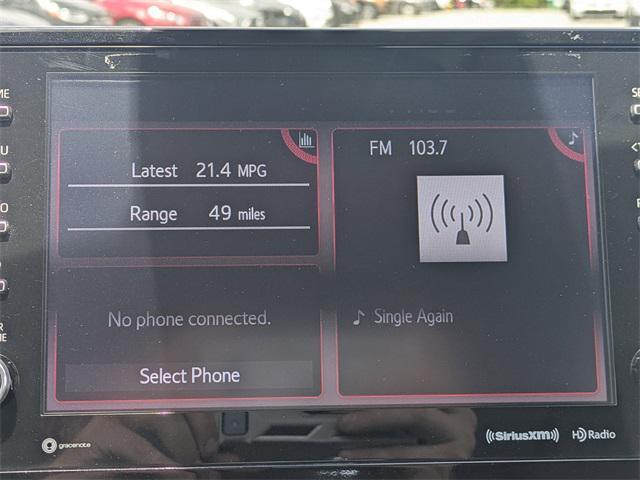 FM 103.7
Latest 21.4 MPG
Range 49 miles
No phone connected.
Select Phone
Single Again
gracenote
SiriusXM
HD Radio